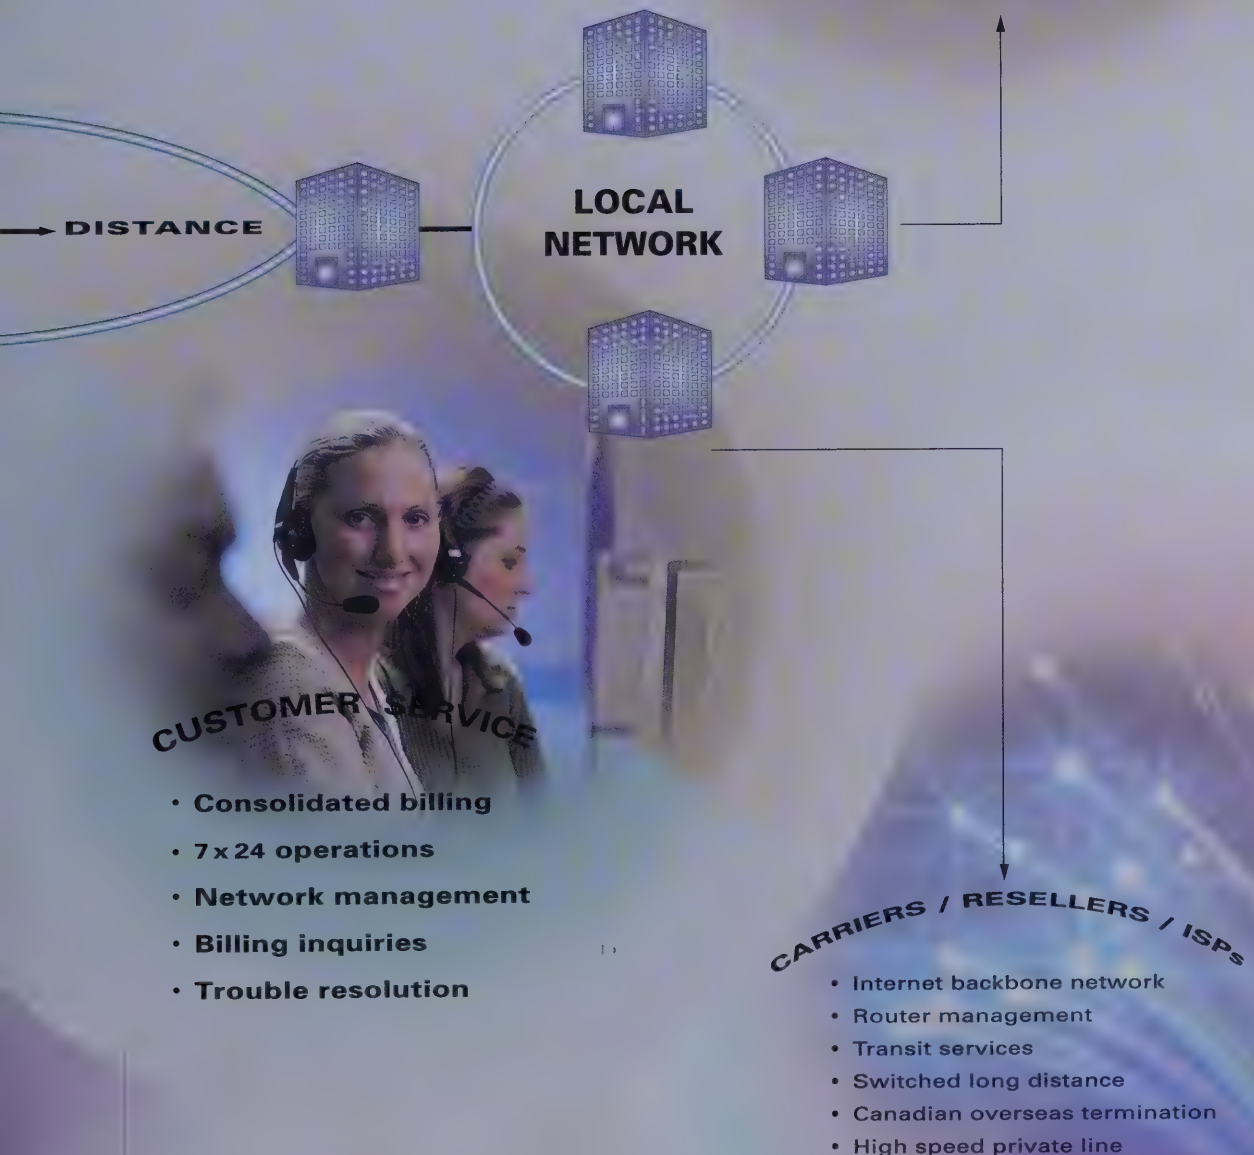 DISTANCE
LOCAL
NETWORK
CUSTOMER SERVICE
• Consolidated billing
• 7 x 24 operations
• Network management
• Billing inquiries
• Trouble resolution
CARRIERS / RESELLERS / ISPs
• Internet backbone network
• Router management
• Transit services
• Switched long distance
• Canadian overseas termination
• High speed private line